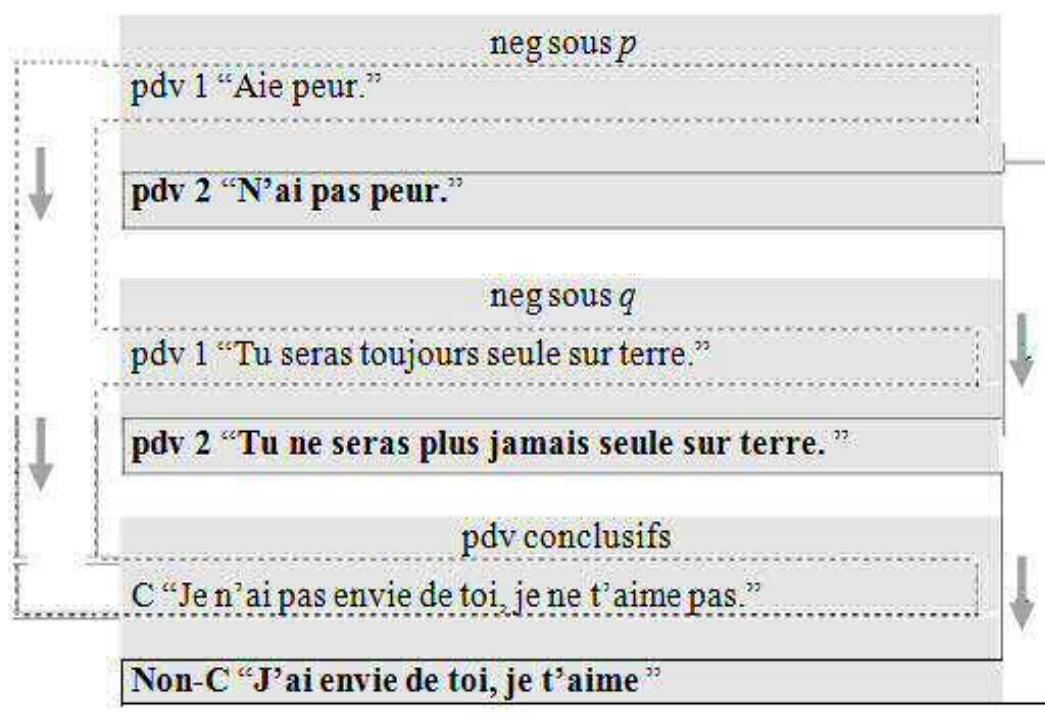 neg sous p
pdv 1 “Aie peur.”
pdv 2 “N’ai pas peur.”
neg sous q
pdv 1 “Tu seras toujours seule sur terre.”
pdv 2 “Tu ne seras plus jamais seule sur terre. ”
pdv conclusifs
C “Je n’ai pas envie de toi, je ne t’aime pas.”
Non-C “J’ai envie de toi, je t’aime”